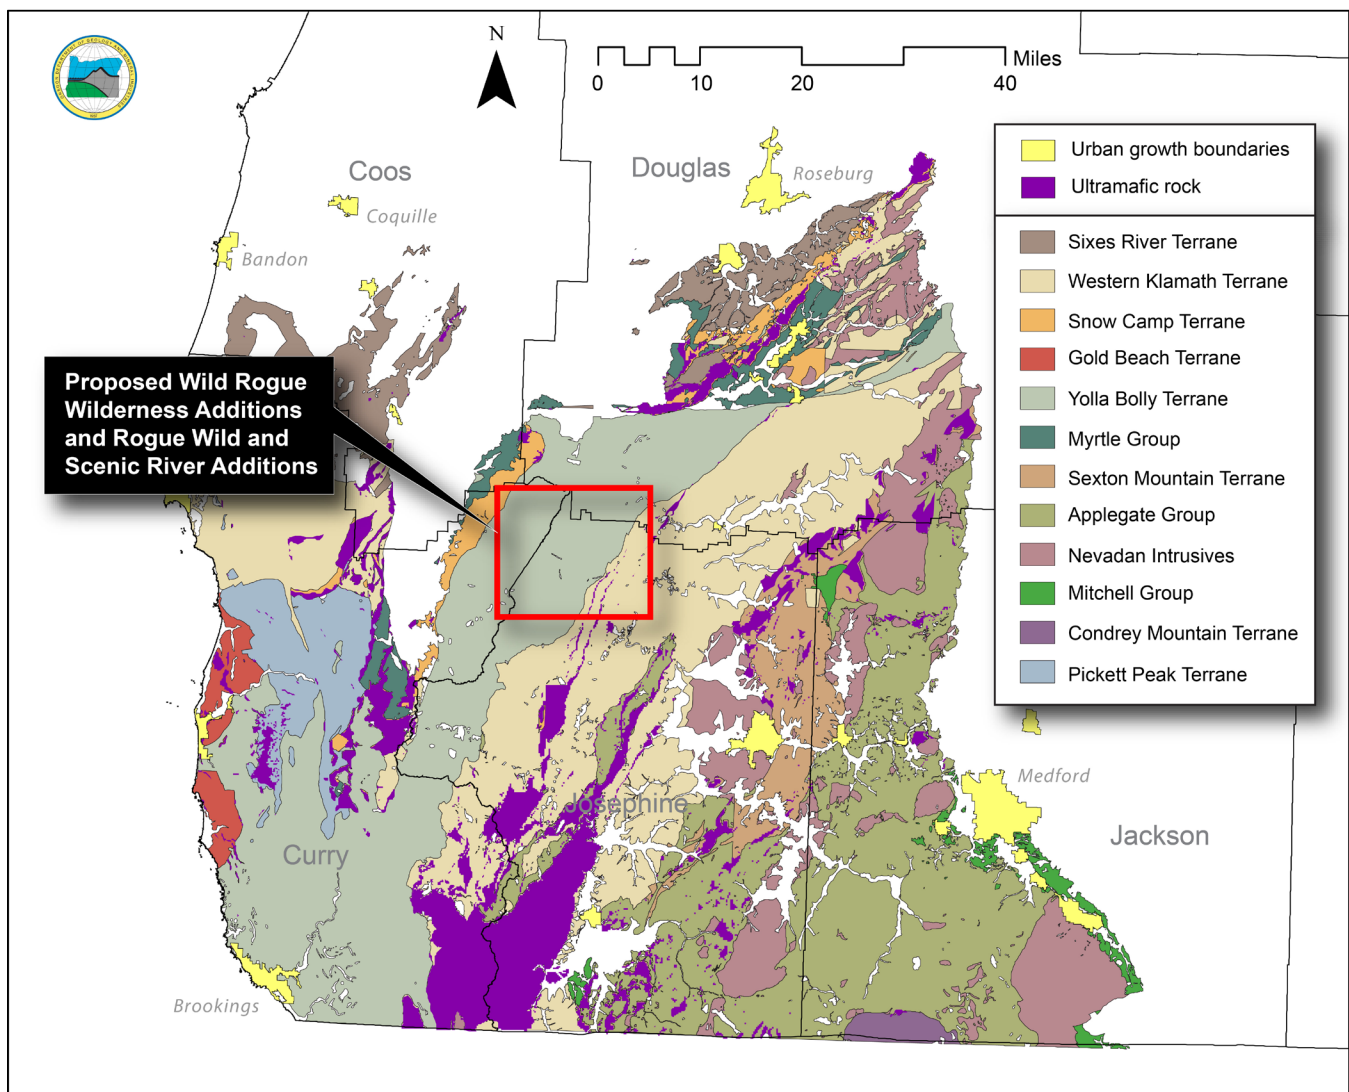 N
Miles
0 10 20 40
Coos
Douglas
Roseburg
Coquille
Bandon
Proposed Wild Rogue
Wilderness Additions
and Rogue Wild and
Scenic River Additions
Urban growth boundaries
Ultramafic rock
Sixes River Terrane
Western Klamath Terrane
Snow Camp Terrane
Gold Beach Terrane
Yolla Bolly Terrane
Myrtle Group
Sexton Mountain Terrane
Applegate Group
Nevadan Intrusives
Mitchell Group
Condrey Mountain Terrane
Pickett Peak Terrane
Medford
Josephine
Jackson
Curry
Brookings